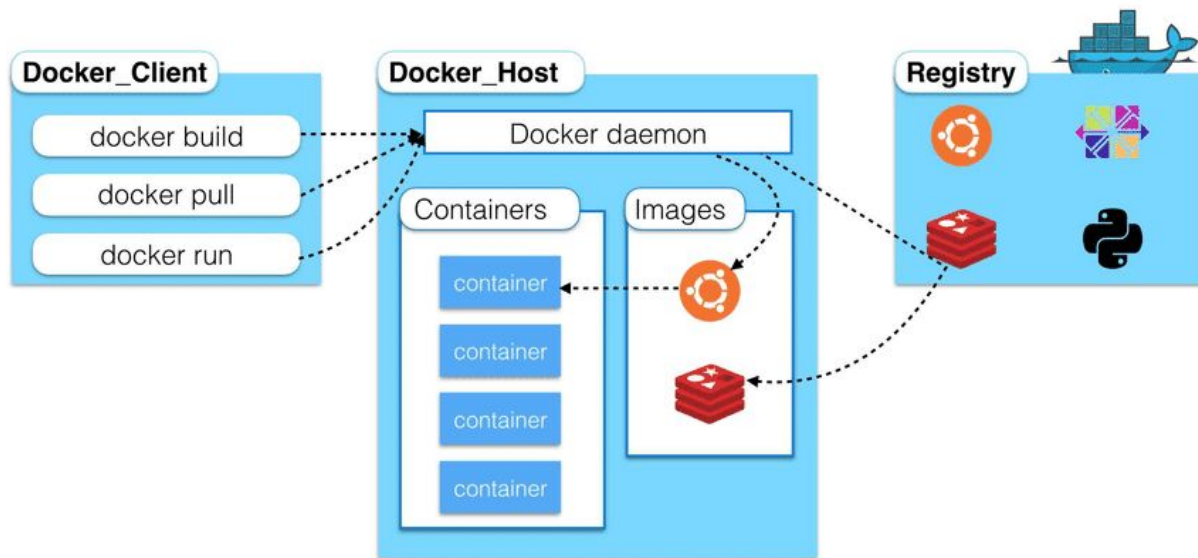 Docker_Client
docker build
docker pull
docker run
Docker_Host
Docker daemon
Containers
container
container
container
container
Images
Registry